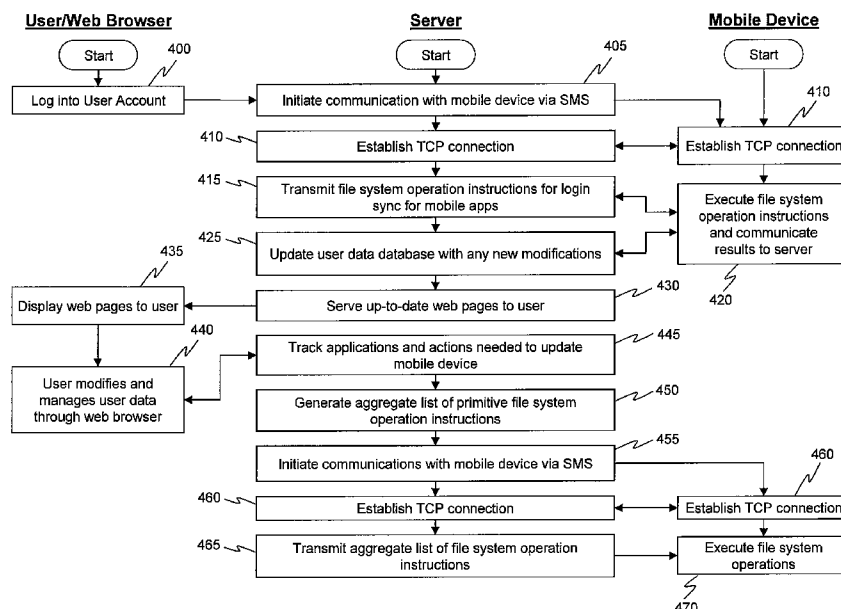 User/Web Browser
Server
Mobile Device
Start
Start
Start
400
405
Log into User Account
Initiate communication with mobile device via SMS
410
410
Establish TCP connection
Establish TCP connection
415
Transmit file system operation instructions for login
sync for mobile apps
Execute file system
operation instructions
and communicate
results to server
420
425
Update user data database with any new modifications
435
Display web pages to user
Serve up-to-date web pages to user
430
440
User modifies and
manages user data
through web browser
445
Track applications and actions needed to update
mobile device
450
Generate aggregate list of primitive file system
operation instructions
455
Initiate communications with mobile device via SMS
460
460
Establish TCP connection
Establish TCP connection
465
Transmit aggregate list of file system operation
instructions
Execute file system
operations
470